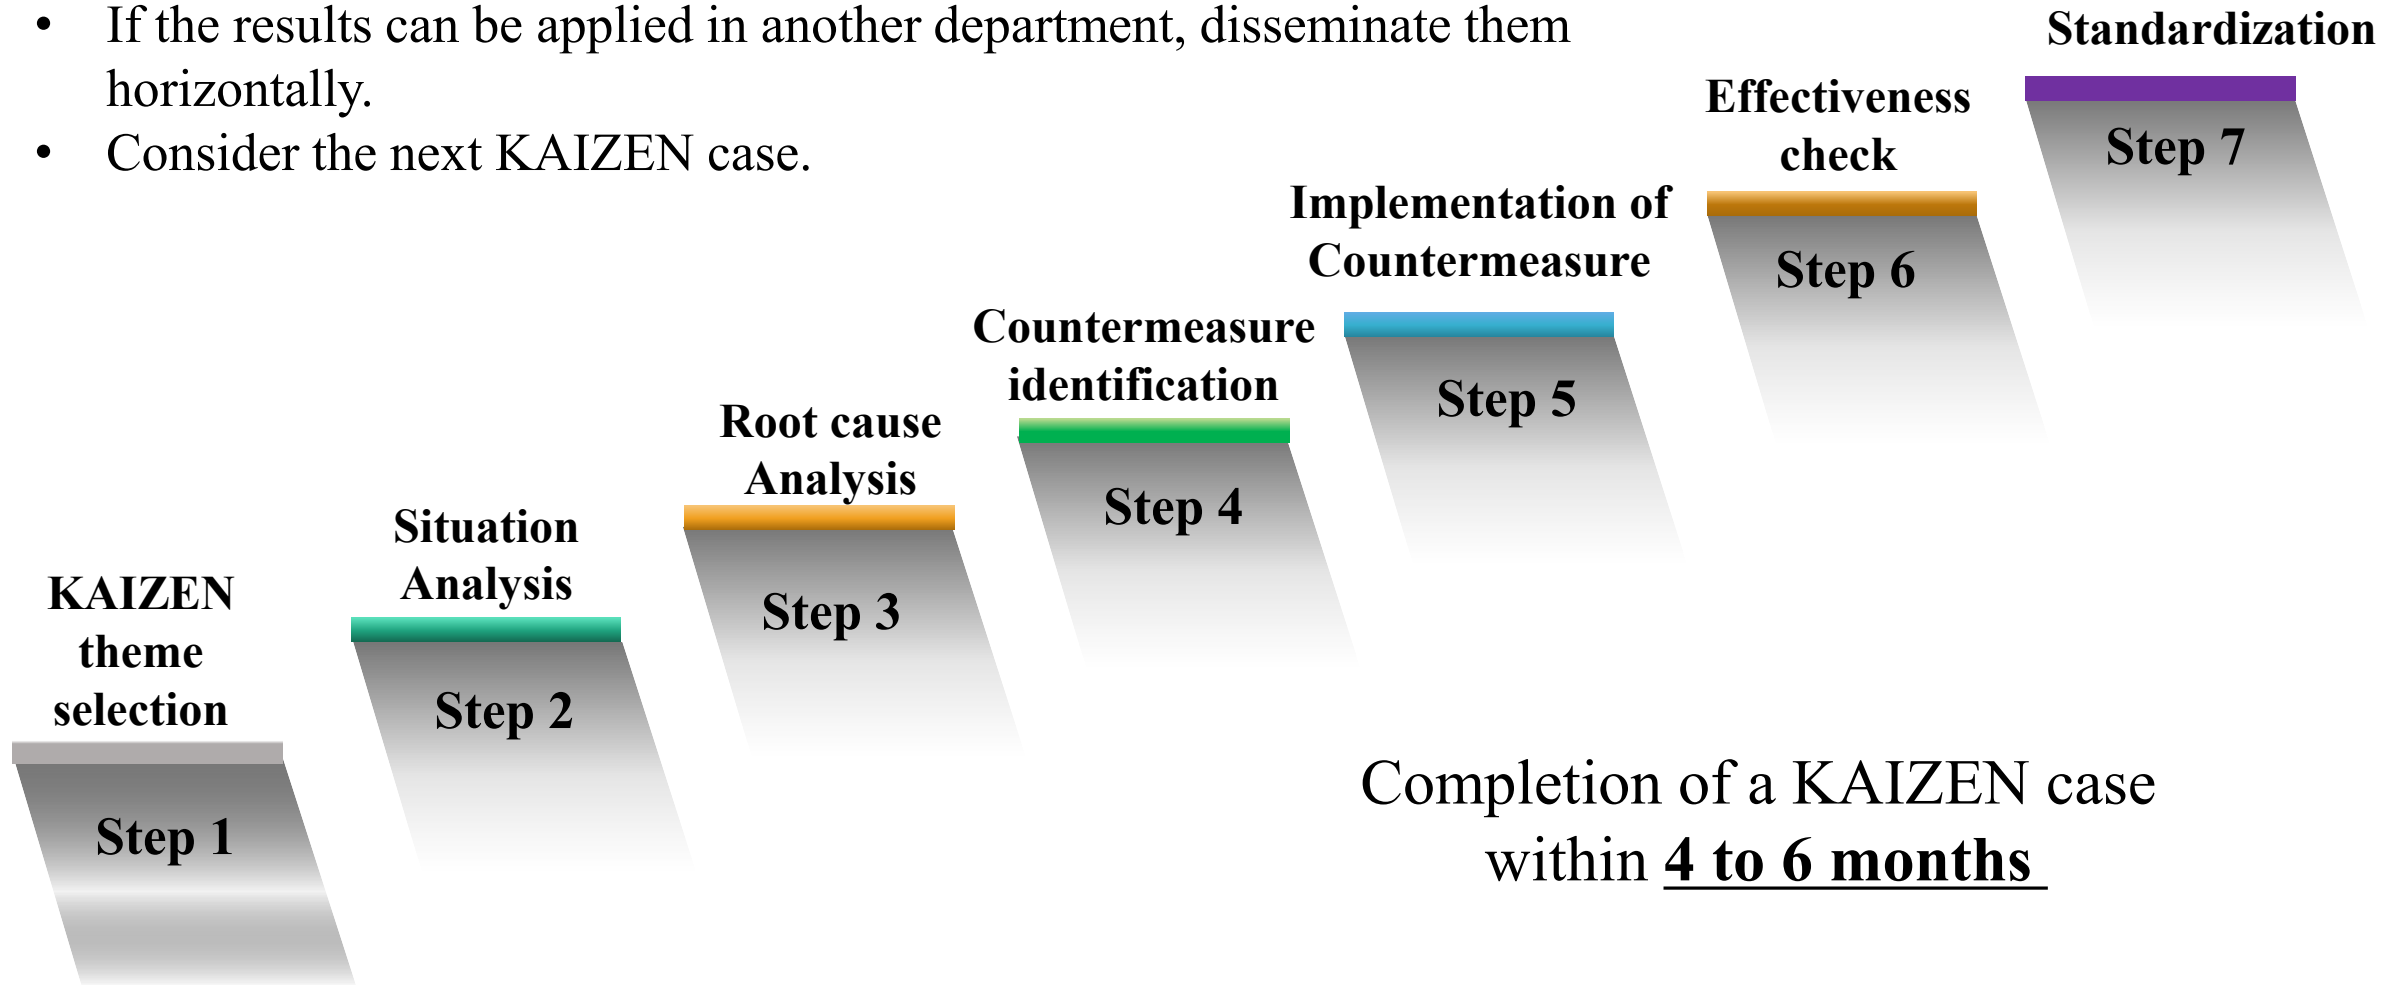 • If the results can be applied in another department, disseminate them
horizontally.
• Consider the next KAIZEN case.
Standardization
Step 7
Effectiveness
check
Step 6
Implementation of
Countermeasure
Step 5
Countermeasure
identification
Step 4
Root cause
Analysis
Step 3
Situation
Analysis
Step 2
KAIZEN
theme
selection
Step 1
Completion of a KAIZEN case
within 4 to 6 months